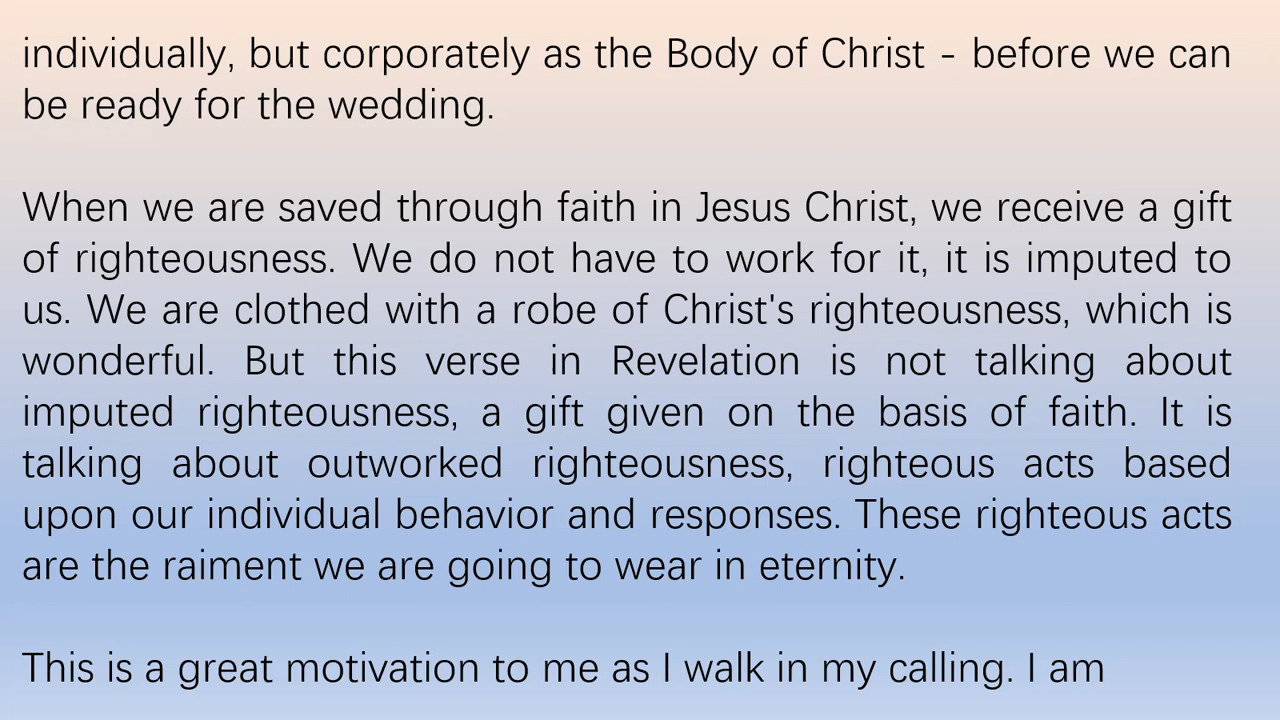 individually, but corporately as the Body of Christ - before we can
be ready for the wedding.
When we are saved through faith in Jesus Christ, we receive a gift
of righteousness. We do not have to work for it, it is imputed to
us. We are clothed with a robe of Christ's righteousness, which is
wonderful. But this verse in Revelation is not talking about
imputed righteousness, a gift given on the basis of faith. It is
talking about outworked righteousness, righteous acts based
upon our individual behavior and responses. These righteous acts
are the raiment we are going to wear in eternity.
This is a great motivation to me as I walk in my calling. I am